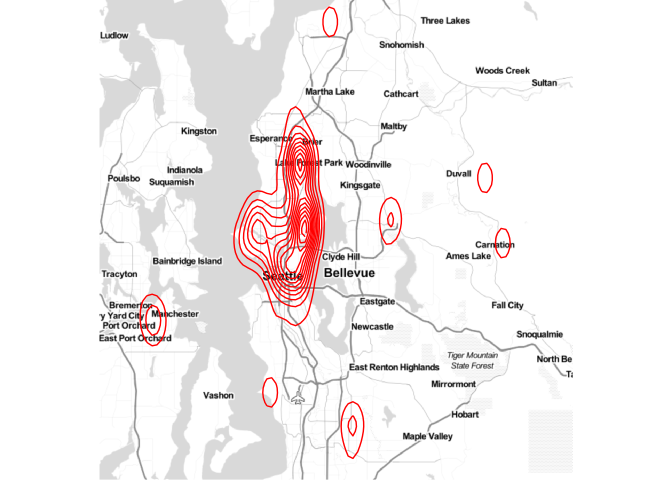 Three Lakes
Ludlow
Snohomish
Woods Creek
Sultan
Martha Lake
Cathcart
Maltby
Kingston
Esperance
Brier
Lake Forest Park
Woodinville
Indianola
Poulsbo
Suquamish
Duvall
Kingsgate
Carnation
Clyde Hill
Ames Lake
Bainbridge Island
Tracyton
Seattle
Bellevue
Eastgate
Fall City
Bremerton
y Yard City
Manchester
Port Orchard
Newcastle
East Port Orchard
Snoqualmie
Tiger Mountain
State Forest
North Be
East Renton Highlands
Ta
Mirrormont
Vashon
Hobart
Maple Valley